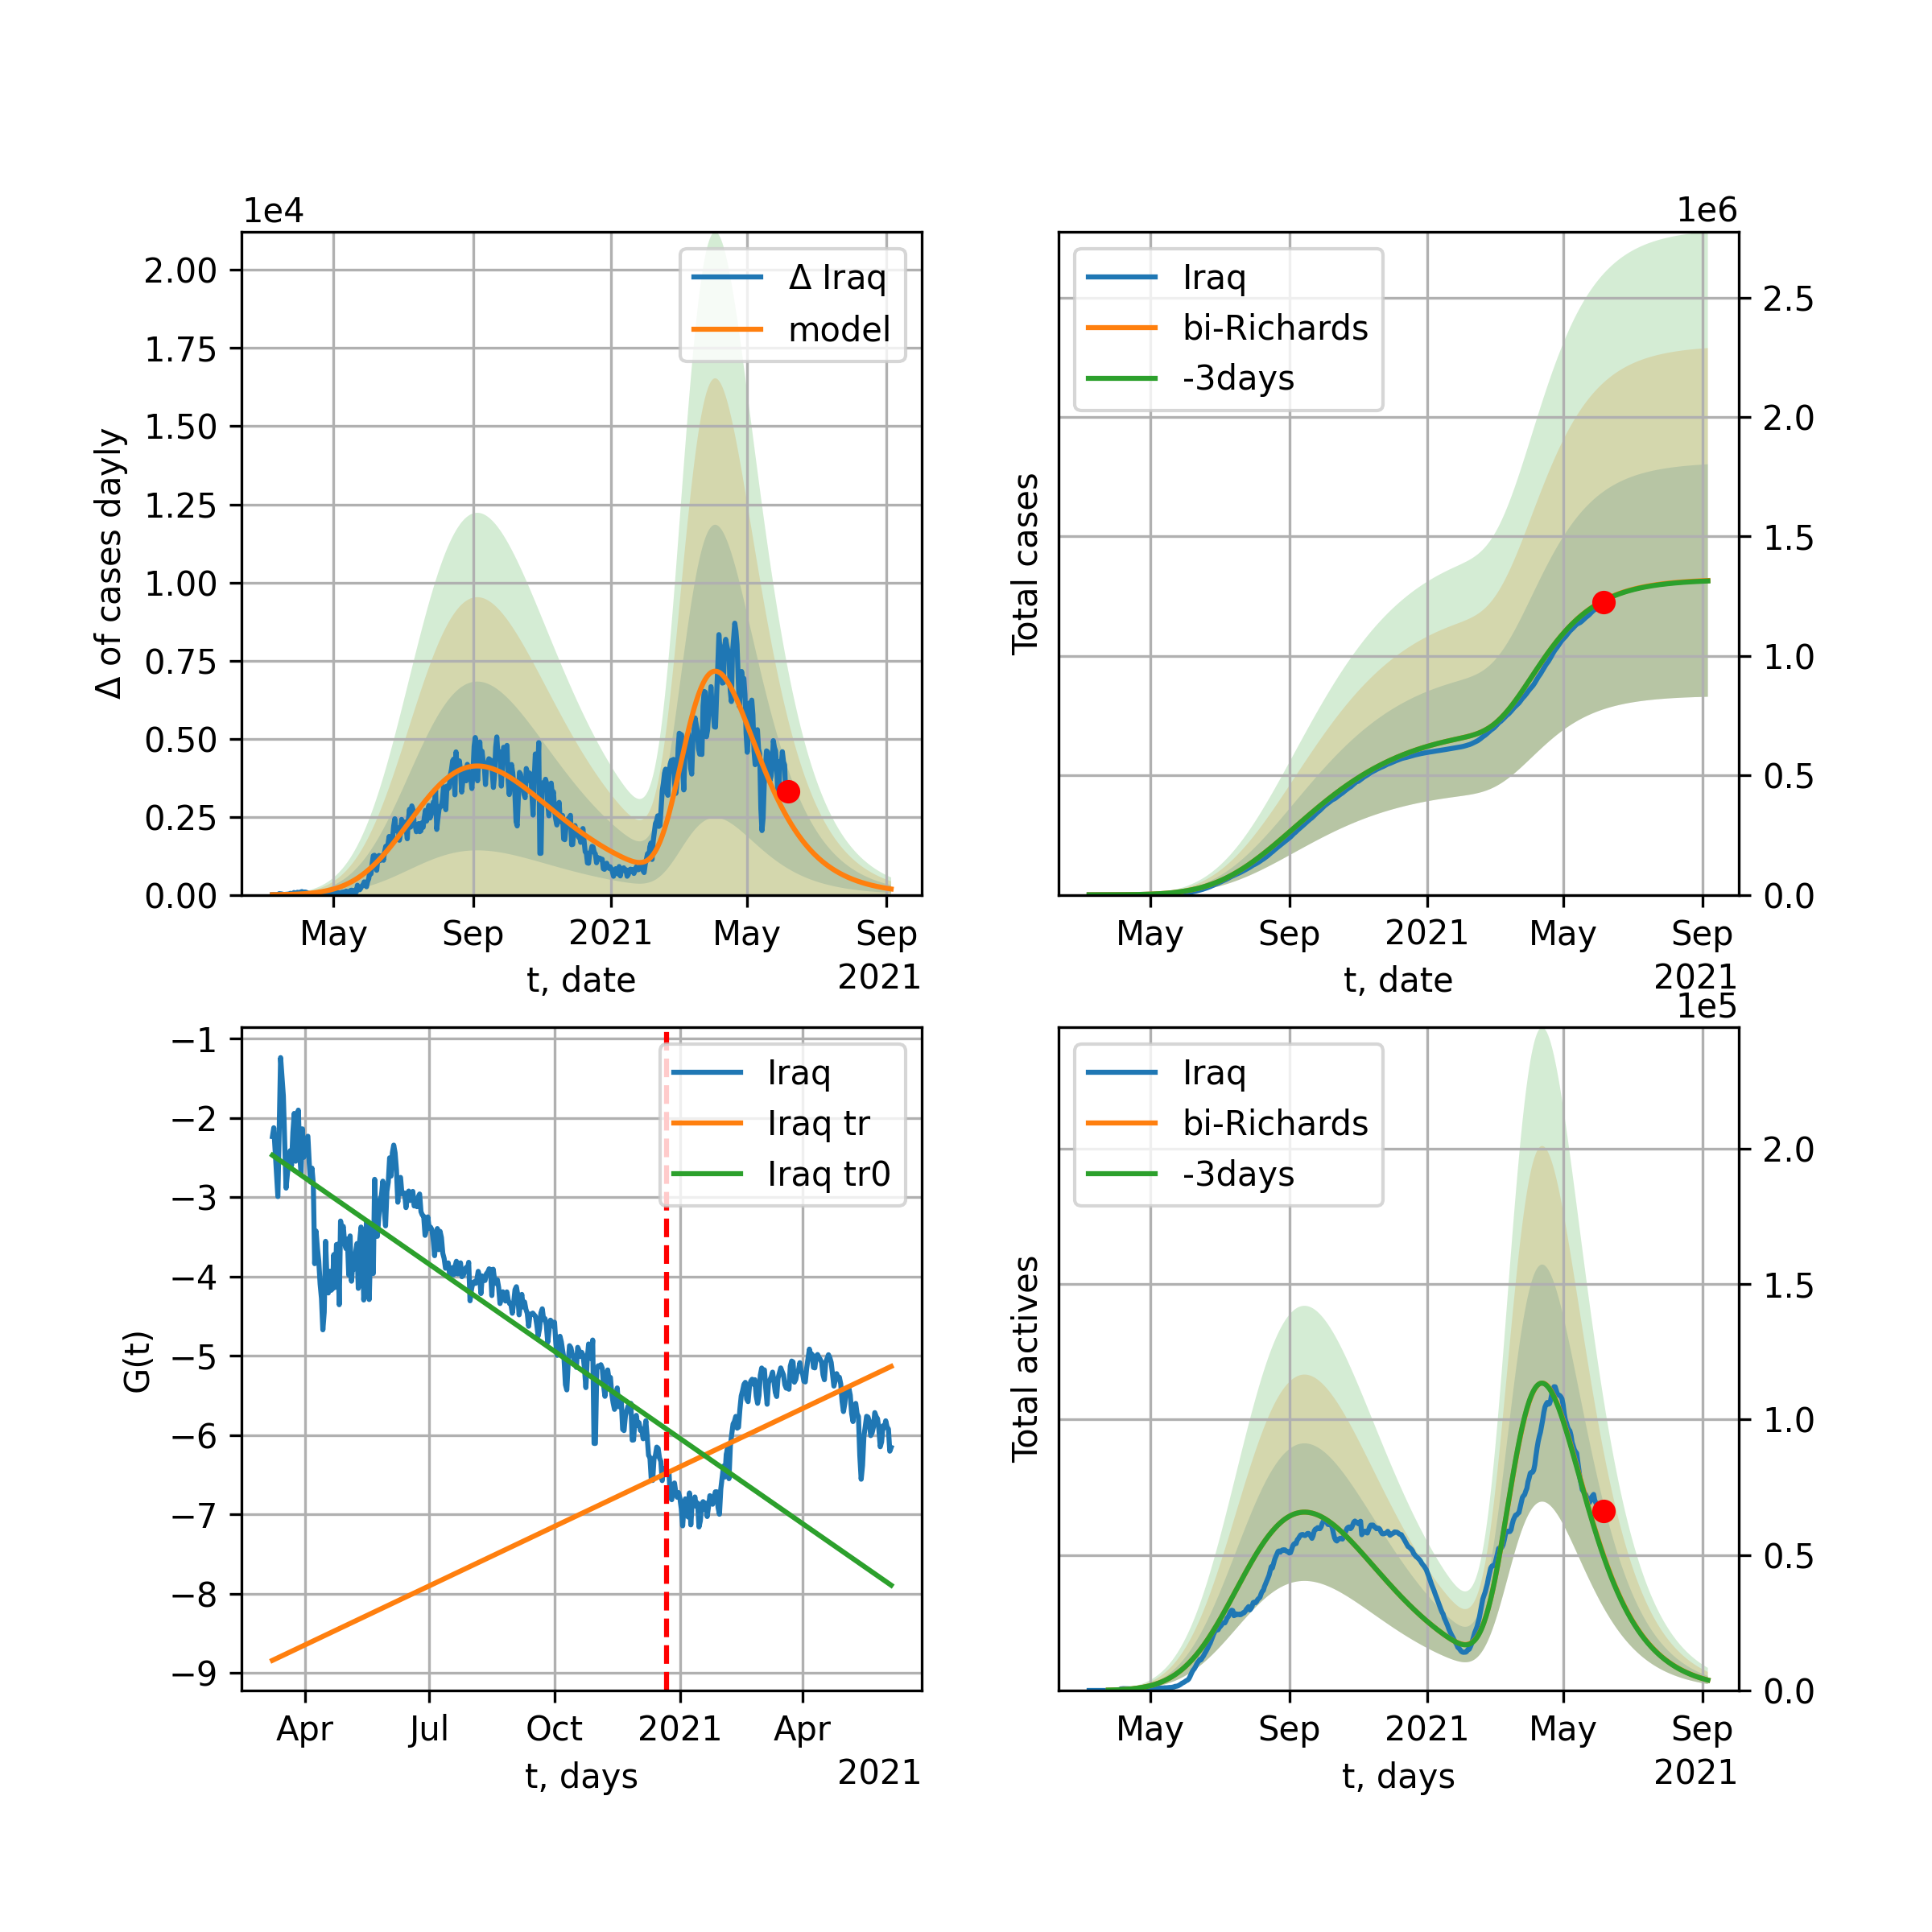 1e4
Δ of cases dayly
2.00
1.75
1.50
1.25
1.00
0.75
0.50
0.25
0.00
Δ Iraq
model
May Sep 2021 May Sep
t, date 2021
1e6
Total cases
Iraq
bi-Richards
-3days
2.5
2.0
1.5
1.0
0.5
0.0
May Sep 2021 May Sep
t, date 2021
G(t)
−1
−2
−3
−4
−5
−6
−7
−8
−9
Iraq
Iraq tr
Iraq tr0
Apr Jul Oct 2021 Apr
t, days 2021
1e5
Total actives
Iraq
bi-Richards
-3days
2.0
1.5
1.0
0.5
0.0
May Sep 2021 May Sep
t, days 2021